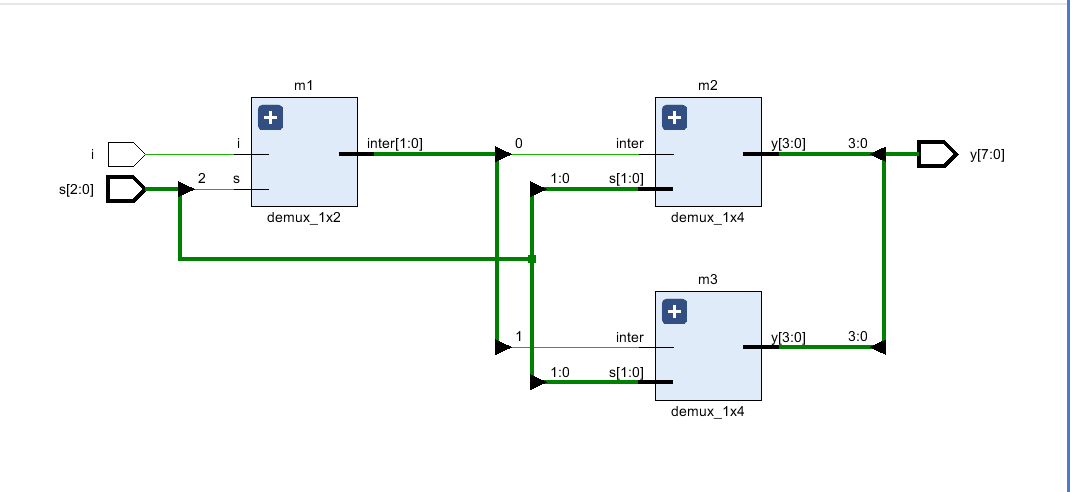 m1
m2
i
inter[1:0]
0
inter
y[3:0]
3:0
i
y[7:0]
s[2:0]
2
s
1:0
s[1:0]
demux_1x2
demux_1x4
m3
1
inter
y[3:0]
3:0
1:0
s[1:0]
demux_1x4